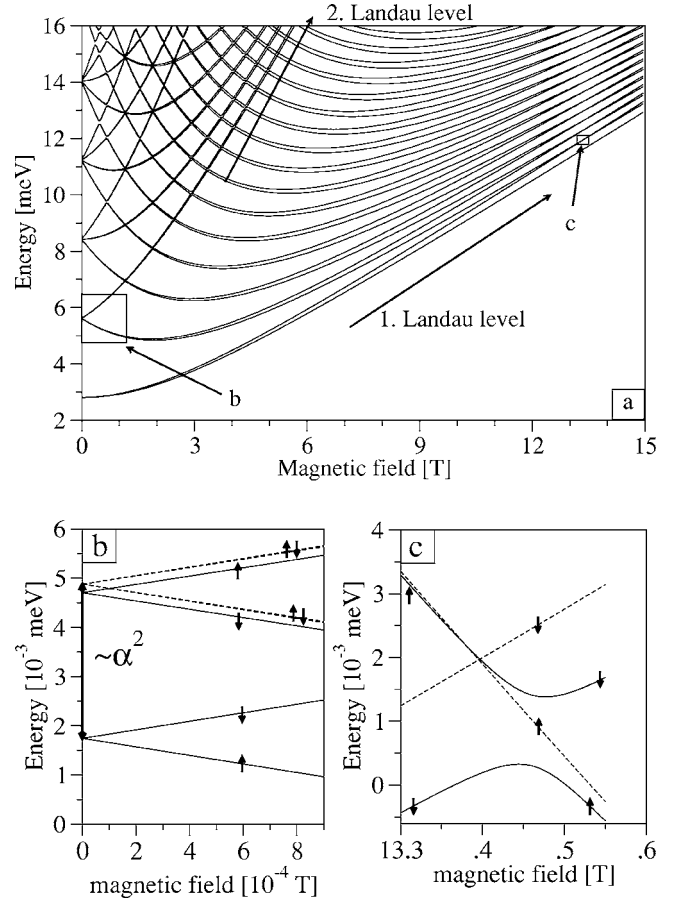 2. Landau level
16
14
12
10
8
6
4
2
Energy [meV]
c
1. Landau level
b
a
0 3 6 9 12 15
Magnetic field [T]
b
6
5
4
3
2
1
0
Energy [10-3 meV]
~α2
0 2 4 6 8
magnetic field [10-4 T]
c
4
3
2
1
0
Energy [10-3 meV]
13.3 .4 .5 .6
magnetic field [T]